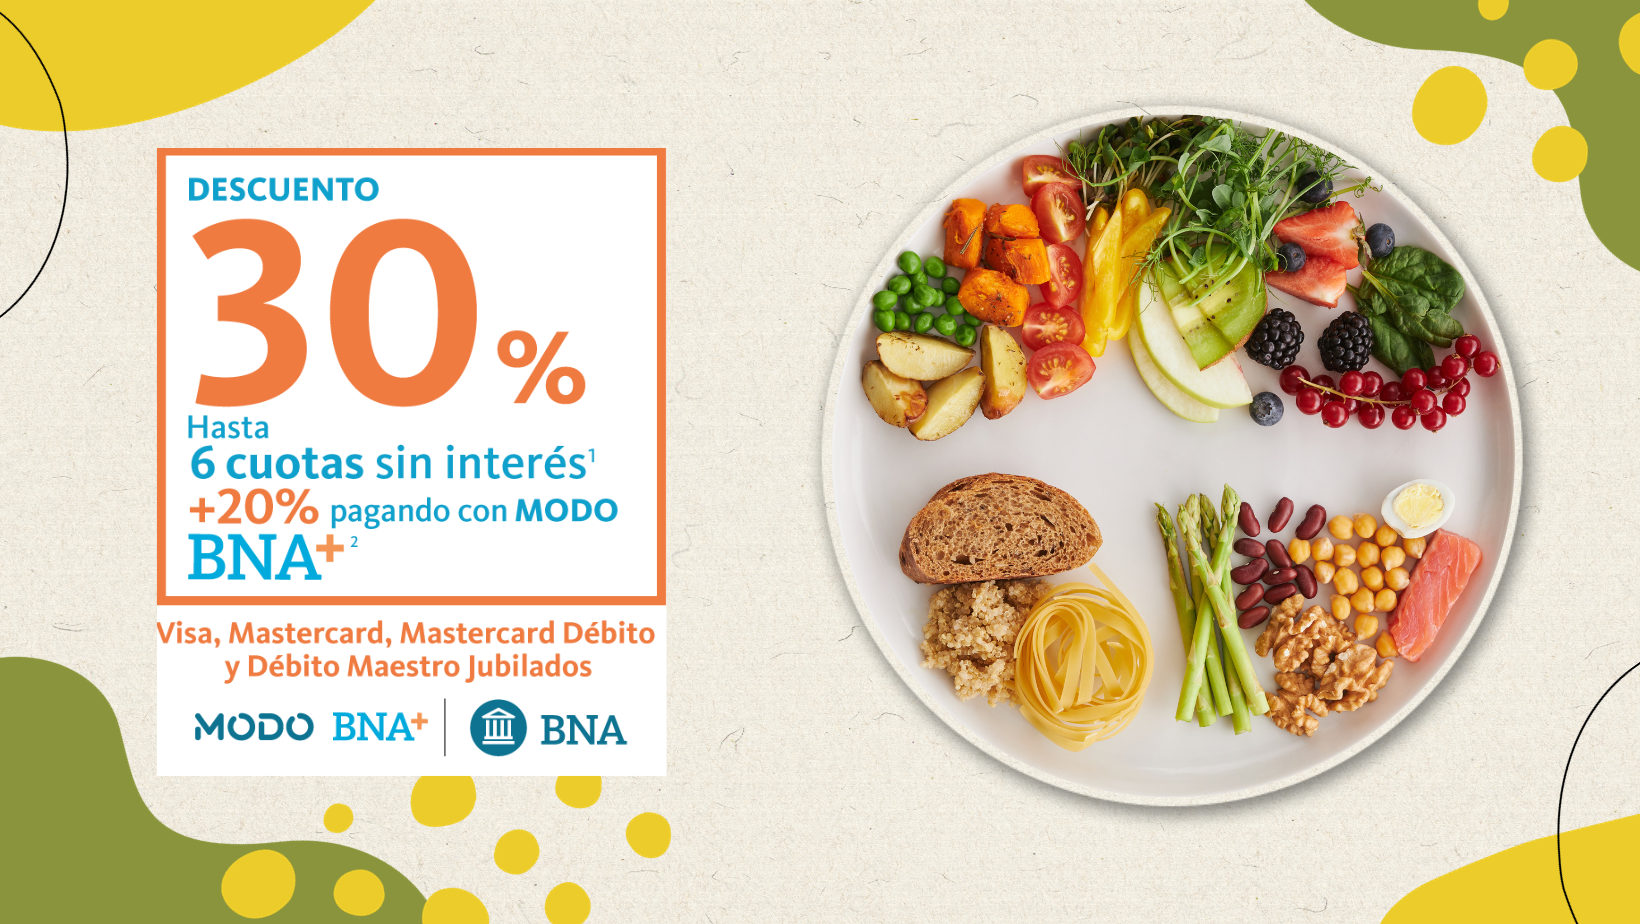 DESCUENTO
30%
Hasta
6 cuotas sin interés¹
+20% pagando con MODO
BNA+²
Visa, Mastercard, Mastercard Débito
y Débito Maestro Jubilados
MODO BNA+ | BNA